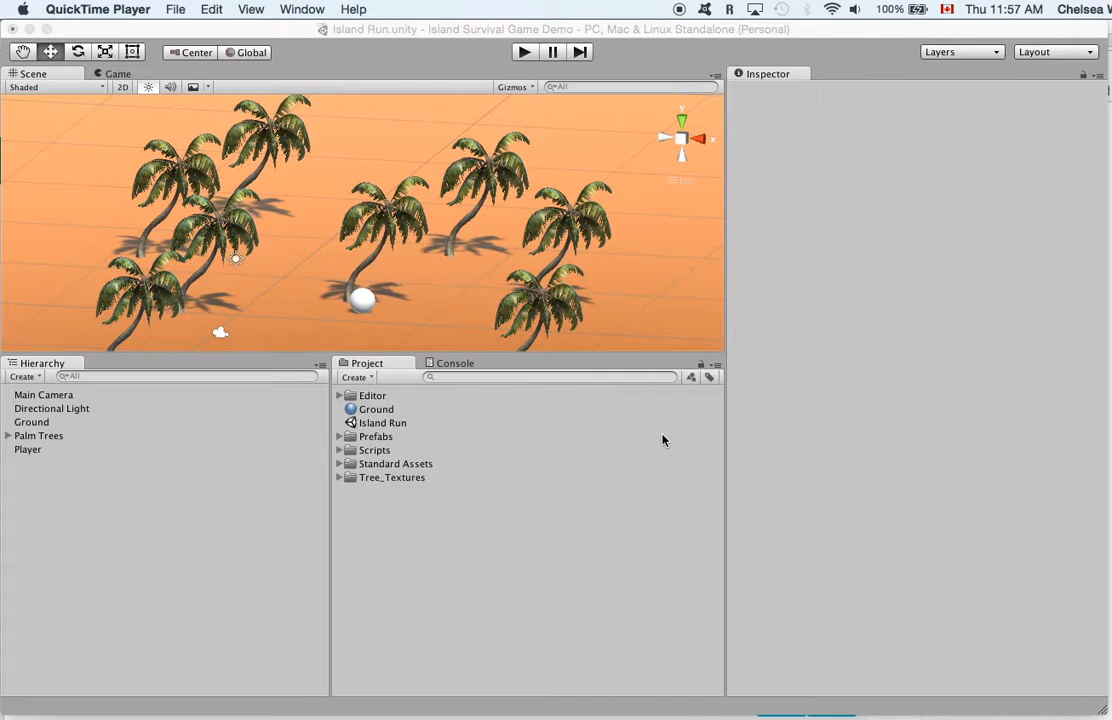 QuickTime Player File Edit View Window Help R 100% Thu 11:57 AM Chelsea W
Island Run.unity - Island Survival Game Demo - PC, Mac & Linux Standalone (Personal)
Center Global Layers Layout
Scene Game Inspector
Shaded 2D Gizmos All
y
x
Hierarchy Project Console
Create All Create
Main Camera
Directional Light
Ground
Palm Trees
Player
Editor
Ground
Island Run
Prefabs
Scripts
Standard Assets
Tree_Textures